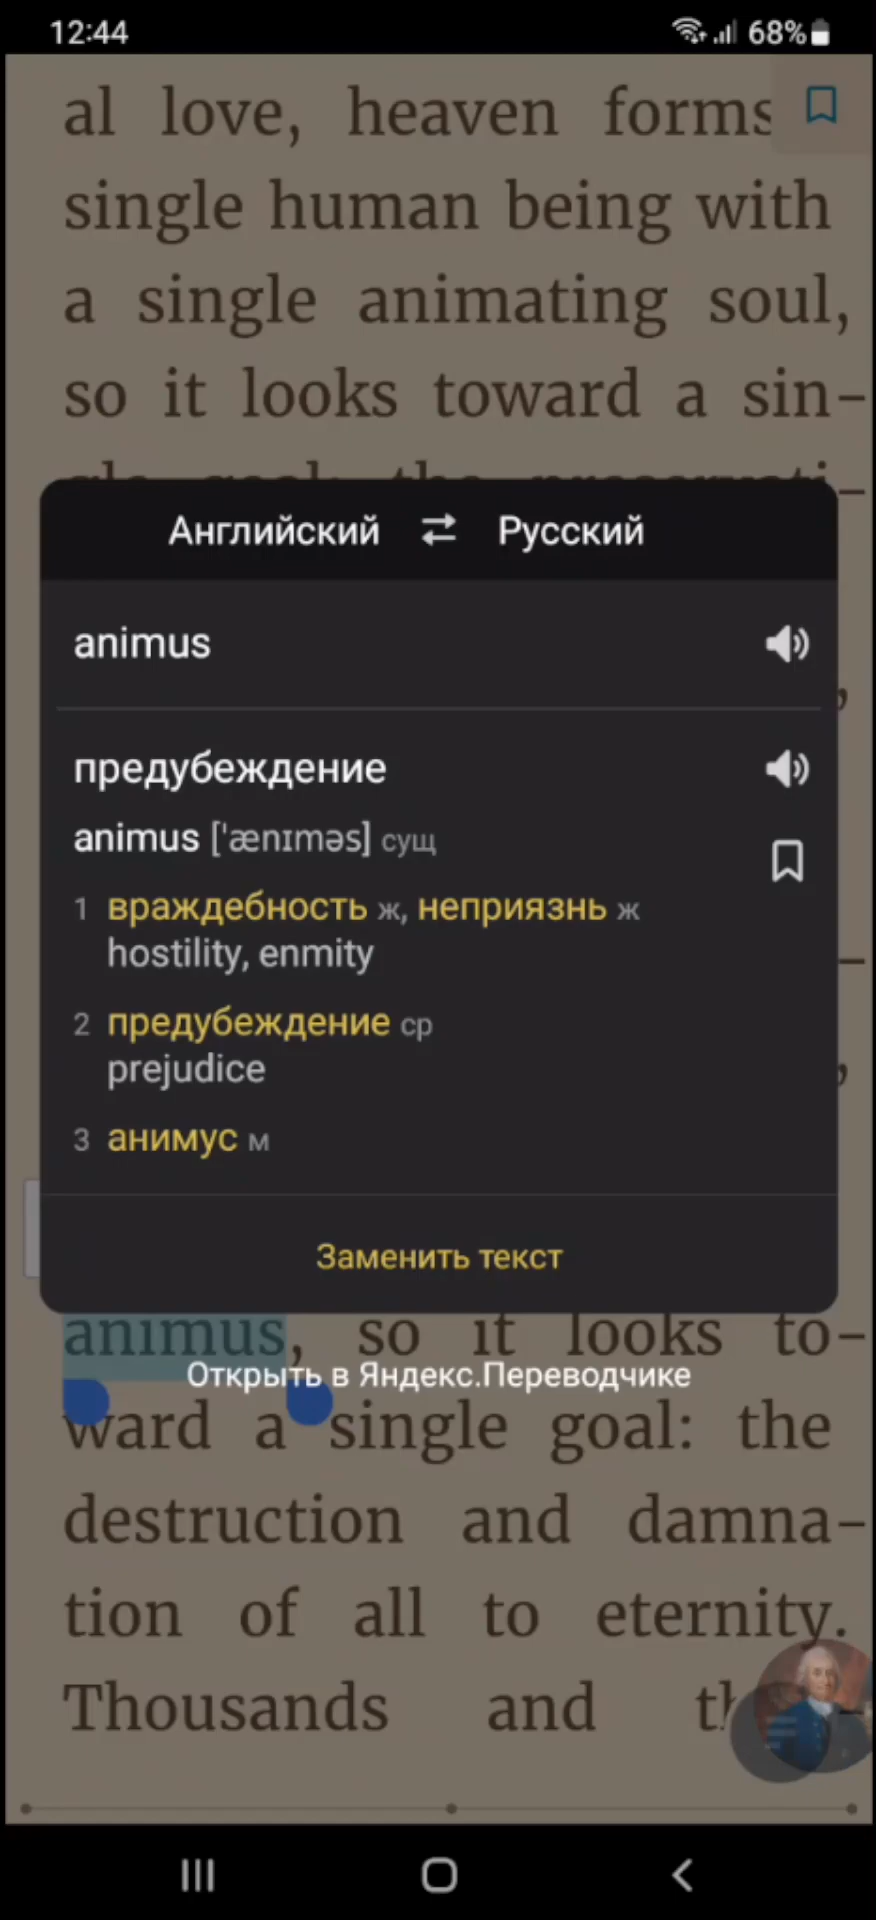 12:44
68%
al love, heaven forms
single human being with
a single animating soul,
so it looks toward a sin-
Английский Русский
animus
предубеждение
animus ['ænɪməs] сущ
1 враждебность ж, неприязнь ж
hostility, enmity
2 предубеждение ср
prejudice
3 анимус м
Заменить текст
animus, so it looks to-
Открыть в Яндекс.Переводчике
ward a single goal: the
destruction and damna-
tion of all to eternity.
Thousands and